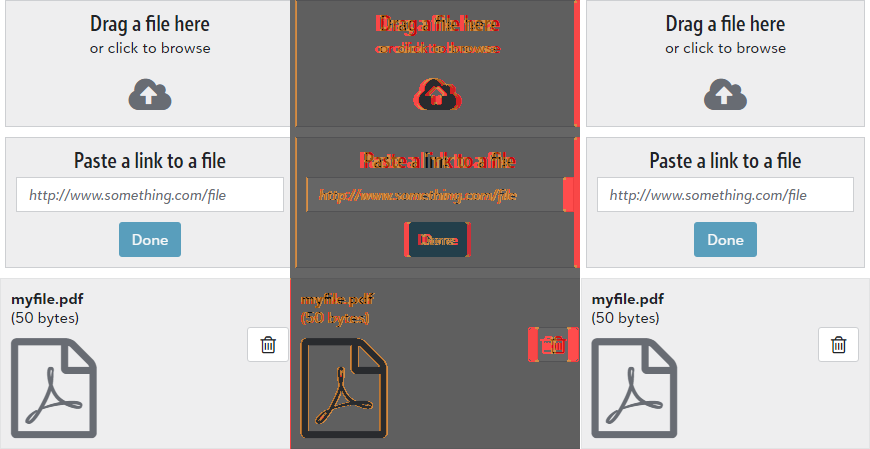 Drag a file here
or click to browse
Paste a link to a file
http://www.something.com/file
Done
myfile.pdf
(50 bytes)
Drag a file here
or click to browse
Paste a link to a file
http://www.something.com/file
Done
myfile.pdf
(50 bytes)
Drag a file here
or click to browse
Paste a link to a file
http://www.something.com/file
Done
myfile.pdf
(50 bytes)